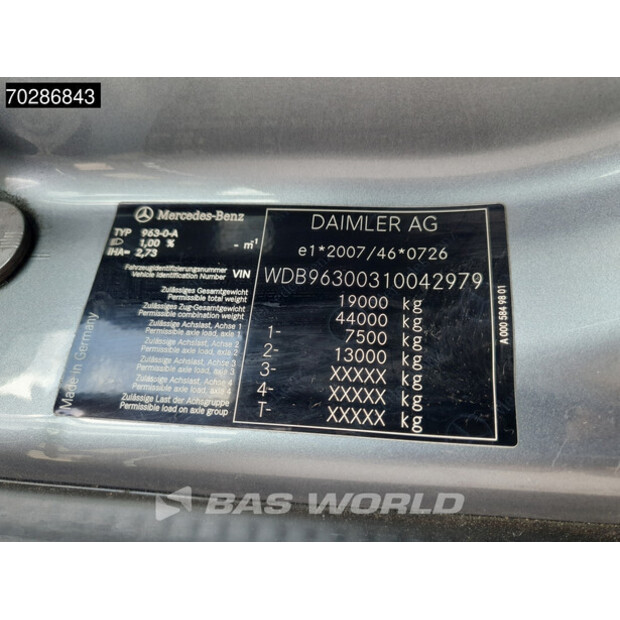 70286843
Mercedes-Benz
TYP 963-0-A
1,00 % - m⁻¹
IHA= 2,73
Fahrzeugidentifizierungsnummer
Vehicle Identification Number VIN
Zulässiges Gesamtgewicht
Permissible total weight
Zulässiges Zug-Gesamtgewicht
Permissible combination weight
Zulässige Achslast, Achse 1
Permissible axle load, axle 1
Zulässige Achslast, Achse 2
Permissible axle load, axle 2
Zulässige Achslast, Achse 3
Permissible axle load, axle 3
Zulässige Achslast, Achse 4
Permissible axle load, axle 4
Zulässige Last der Achsgruppe
Permissible load on axle group
DAIMLER AG
e1*2007/46*0726
WDB96300310042979
19000 kg
44000 kg
1- 7500 kg
2- 13000 kg
3- XXXXX kg
4- XXXXX kg
T- XXXXX kg
Made in Germany
A 000 584 98 01
BAS WORLD